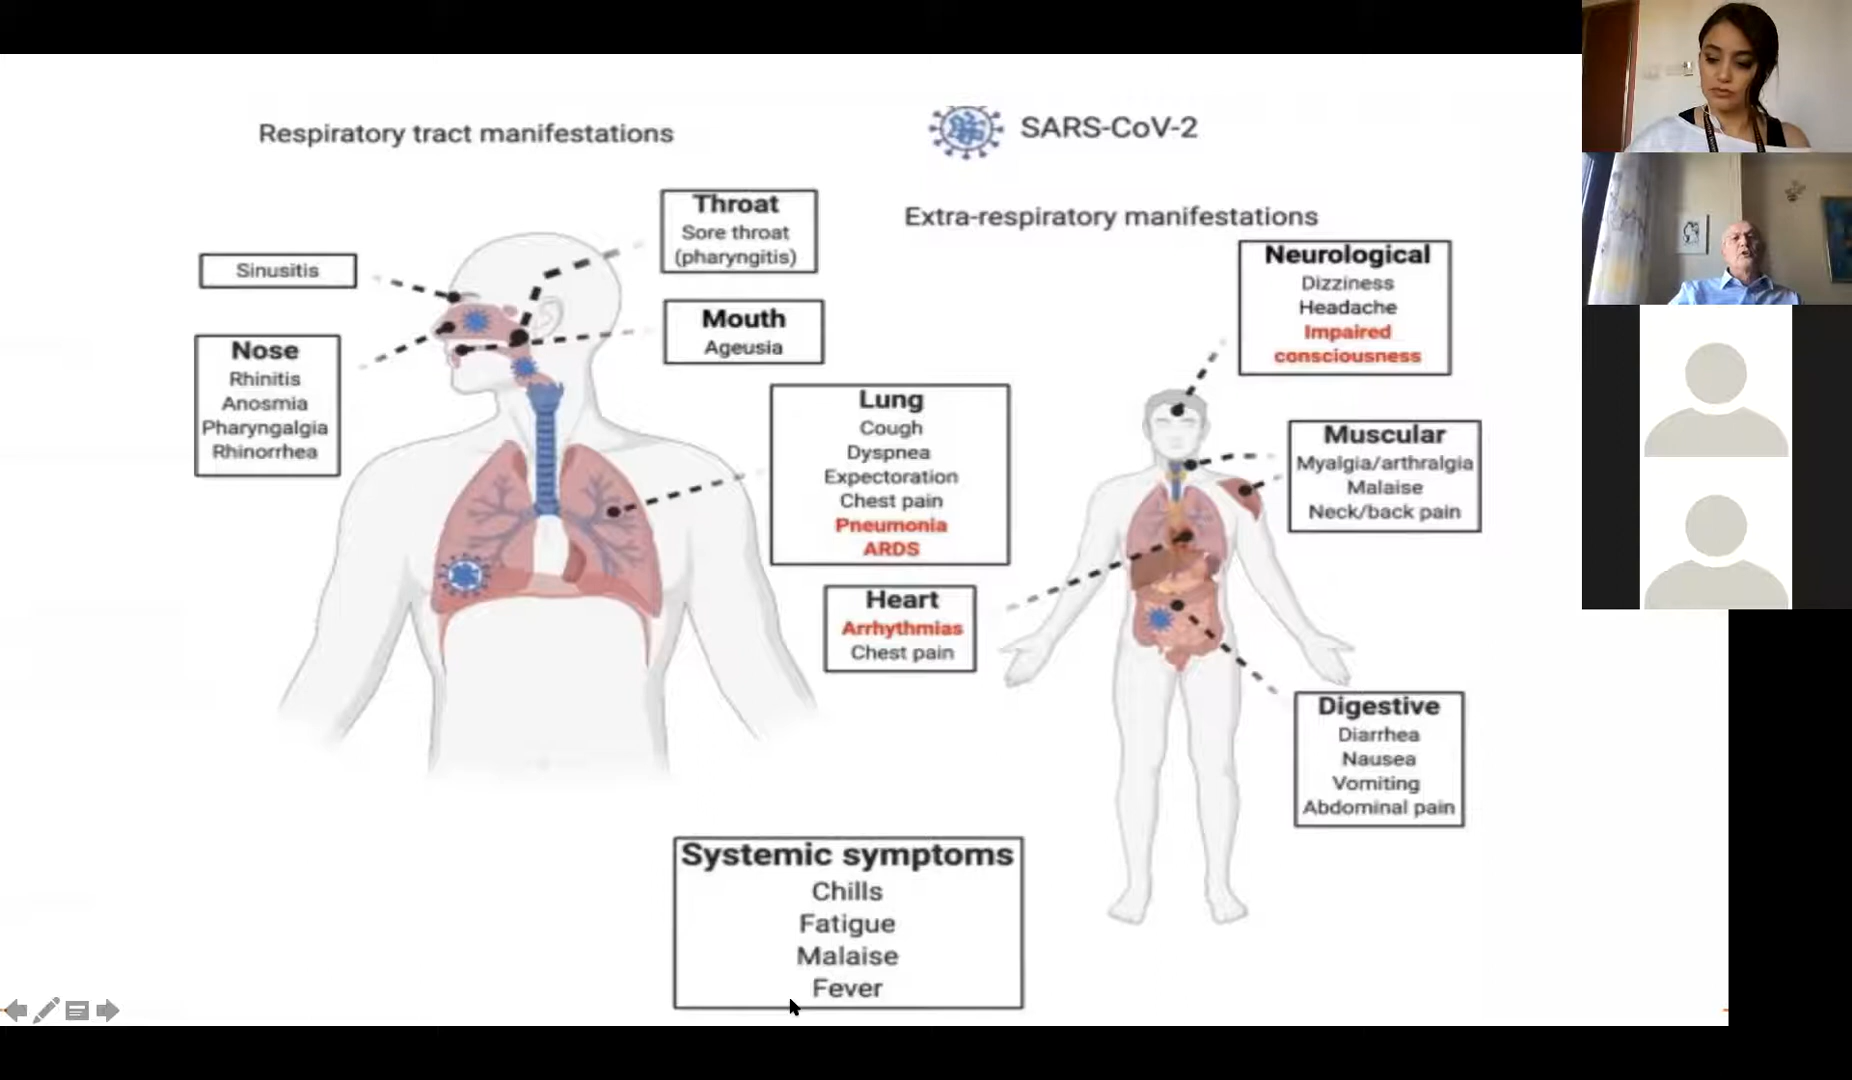 Respiratory tract manifestations
SARS-CoV-2
Extra-respiratory manifestations
Throat
Sore throat
(pharyngitis)
Sinusitis
Mouth
Ageusia
Nose
Rhinitis
Anosmia
Pharyngalgia
Rhinorrhea
Lung
Cough
Dyspnea
Expectoration
Chest pain
Pneumonia
ARDS
Heart
Arrhythmias
Chest pain
Neurological
Dizziness
Headache
Impaired
consciousness
Muscular
Myalgia/arthralgia
Malaise
Neck/back pain
Digestive
Diarrhea
Nausea
Vomiting
Abdominal pain
Systemic symptoms
Chills
Fatigue
Malaise
Fever